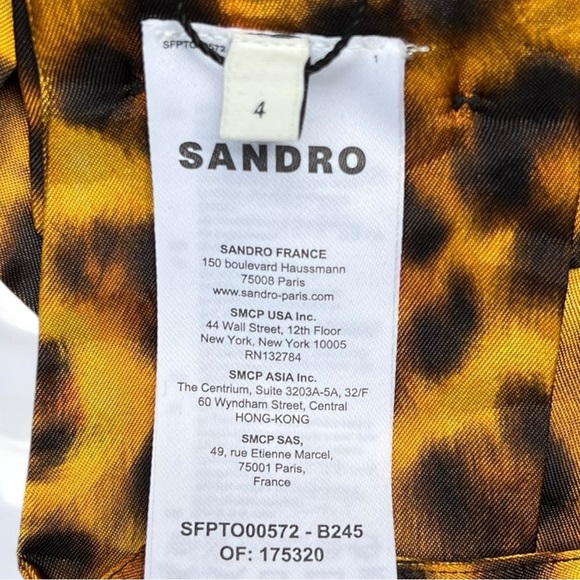 SFPTO00572
1
4
SANDRO
SANDRO FRANCE
150 boulevard Haussmann
75008 Paris
www.sandro-paris.com
SMCP USA Inc.
44 Wall Street, 12th Floor
New York, New York 10005
RN132784
SMCP ASIA Inc.
The Centrium, Suite 3203A-5A, 32/F
60 Wyndham Street, Central
HONG-KONG
SMCP SAS,
49, rue Etienne Marcel,
75001 Paris,
France
SFPTO00572 - B245
OF: 175320